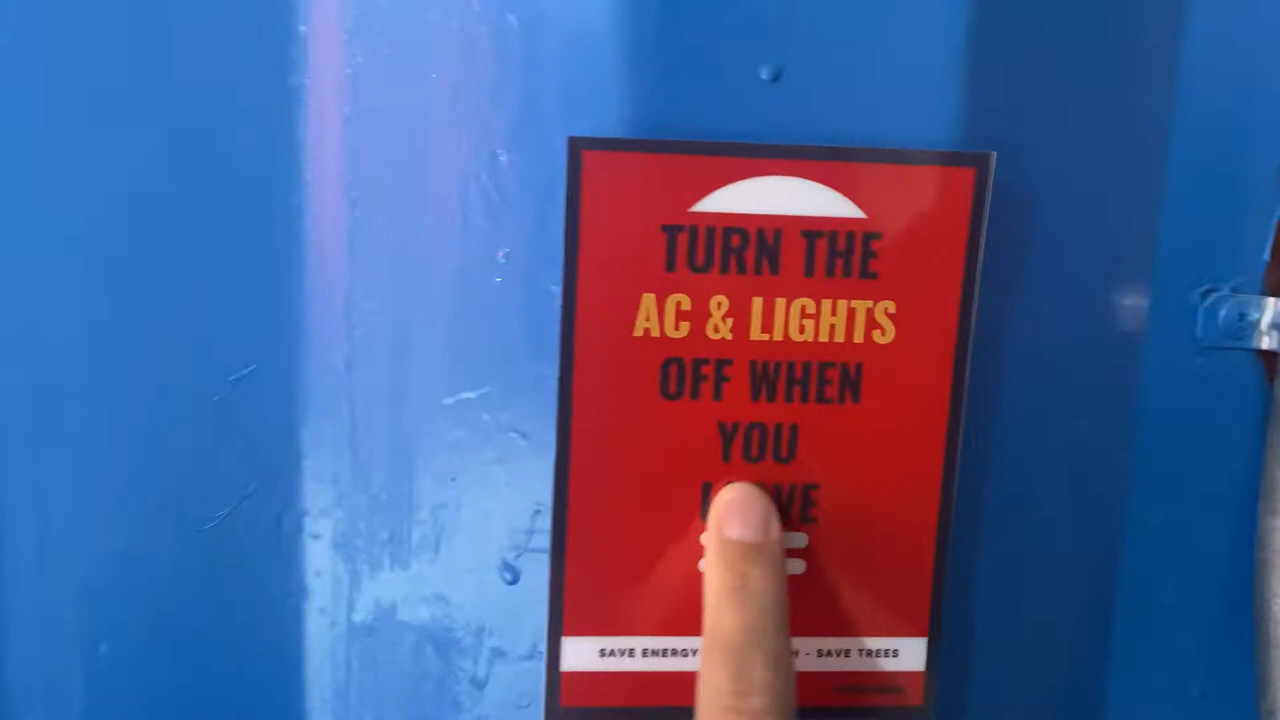 TURN THE
AC & LIGHTS
OFF WHEN
YOU
SAVE ENERGY - SAVE TREES